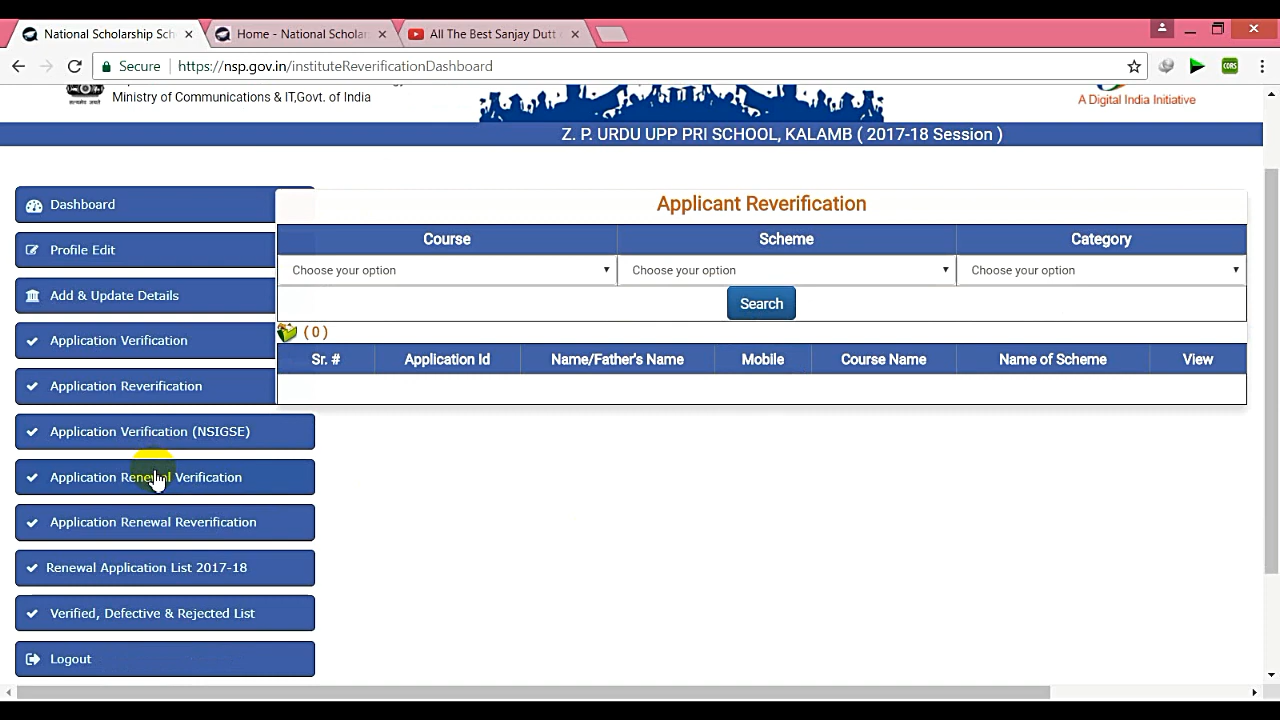 National Scholarship Sch
Home - National Scholar
All The Best Sanjay Dutt
Secure
https://nsp.gov.in/instituteReverificationDashboard
CORS
Ministry of Communications & IT,Govt. of India
A Digital India Initiative
Z. P. URDU UPP PRI SCHOOL, KALAMB ( 2017-18 Session )
Dashboard
Profile Edit
Add & Update Details
Application Verification
Application Reverification
Application Verification (NSIGSE)
Application Renewal Verification
Application Renewal Reverification
Renewal Application List 2017-18
Verified, Defective & Rejected List
Logout
Applicant Reverification
Course Scheme Category
Choose your option Choose your option Choose your option
Search
( 0 )
Sr. # Application Id Name/Father's Name Mobile Course Name Name of Scheme View